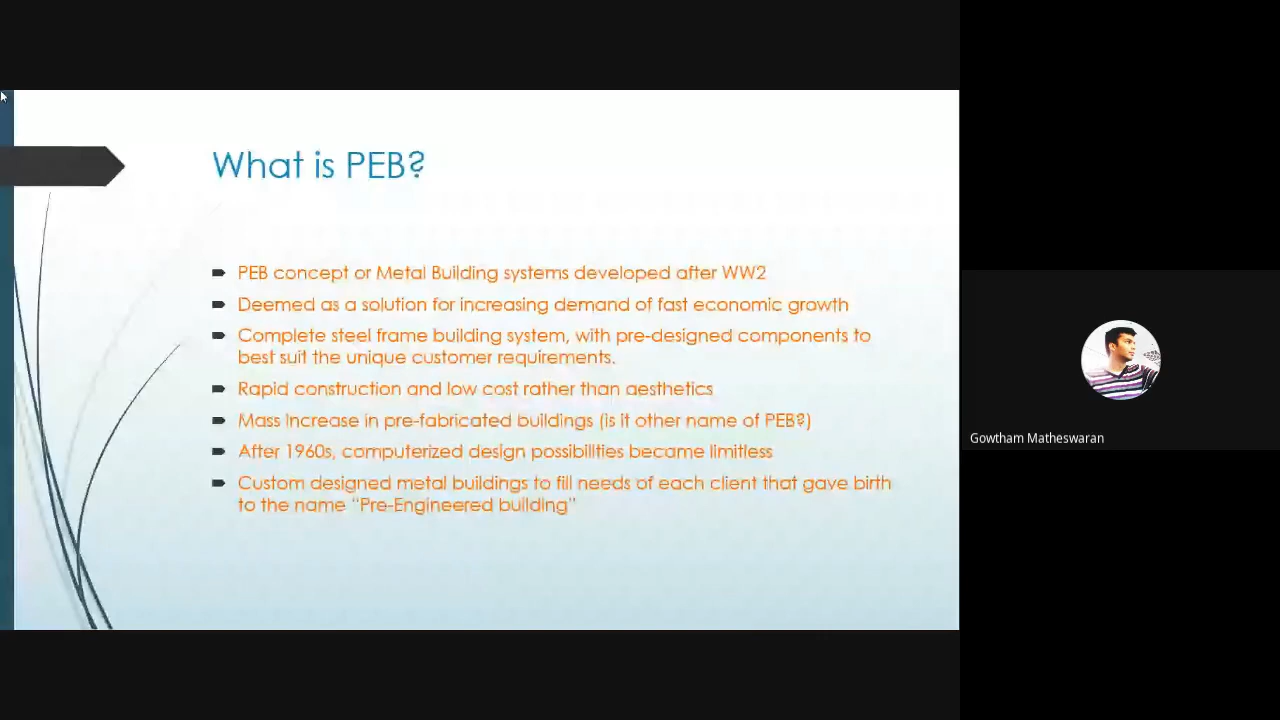 What is PEB?
PEB concept or Metal Building systems developed after WW2
Deemed as a solution for increasing demand of fast economic growth
Complete steel frame building system, with pre-designed components to
best suit the unique customer requirements.
Rapid construction and low cost rather than aesthetics
Mass Increase in pre-fabricated buildings (is it other name of PEB?)
After 1960s, computerized design possibilities became limitless
Custom designed metal buildings to fill needs of each client that gave birth
to the name “Pre-Engineered building”
Gowtham Matheswaran